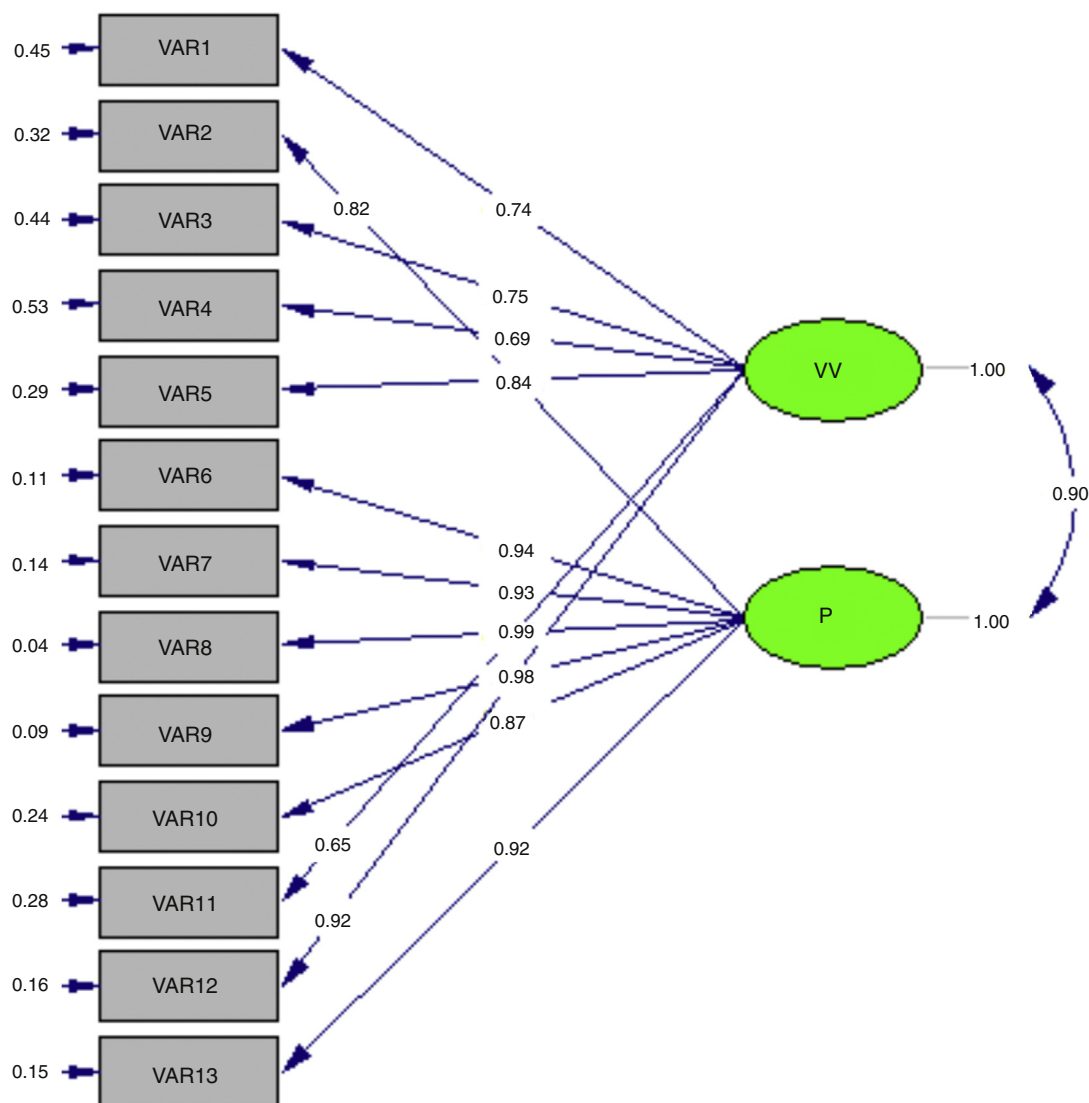 0.45 VAR1
0.32 VAR2
0.82
0.74
0.44 VAR3
0.75
0.53 VAR4
0.69
VV
1.00
0.29 VAR5
0.84
0.11 VAR6
0.90
0.94
0.14 VAR7
0.93
P
1.00
0.04 VAR8
0.99
0.98
0.09 VAR9
0.87
0.24 VAR10
0.65
0.92
0.28 VAR11
0.92
0.16 VAR12
0.15 VAR13